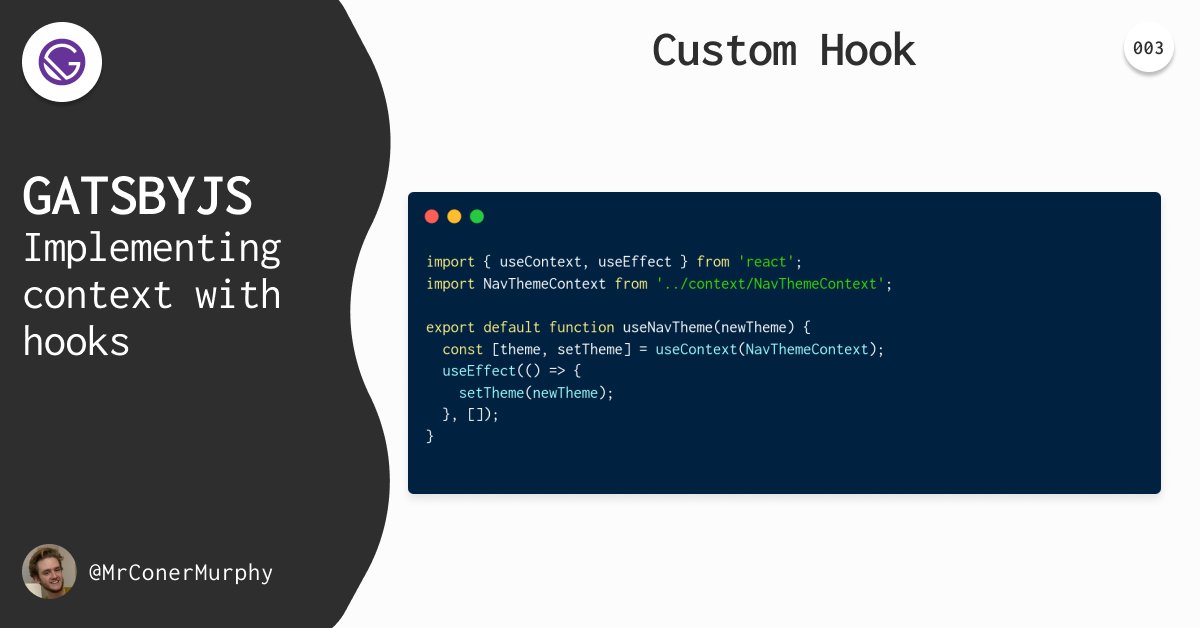 GATSBYJS
Implementing
context with
hooks
@MrConerMurphy
Custom Hook
003
import { useContext, useEffect } from 'react';
import NavThemeContext from '../context/NavThemeContext';

export default function useNavTheme(newTheme) {
  const [theme, setTheme] = useContext(NavThemeContext);
  useEffect(() => {
    setTheme(newTheme);
  }, []);
}